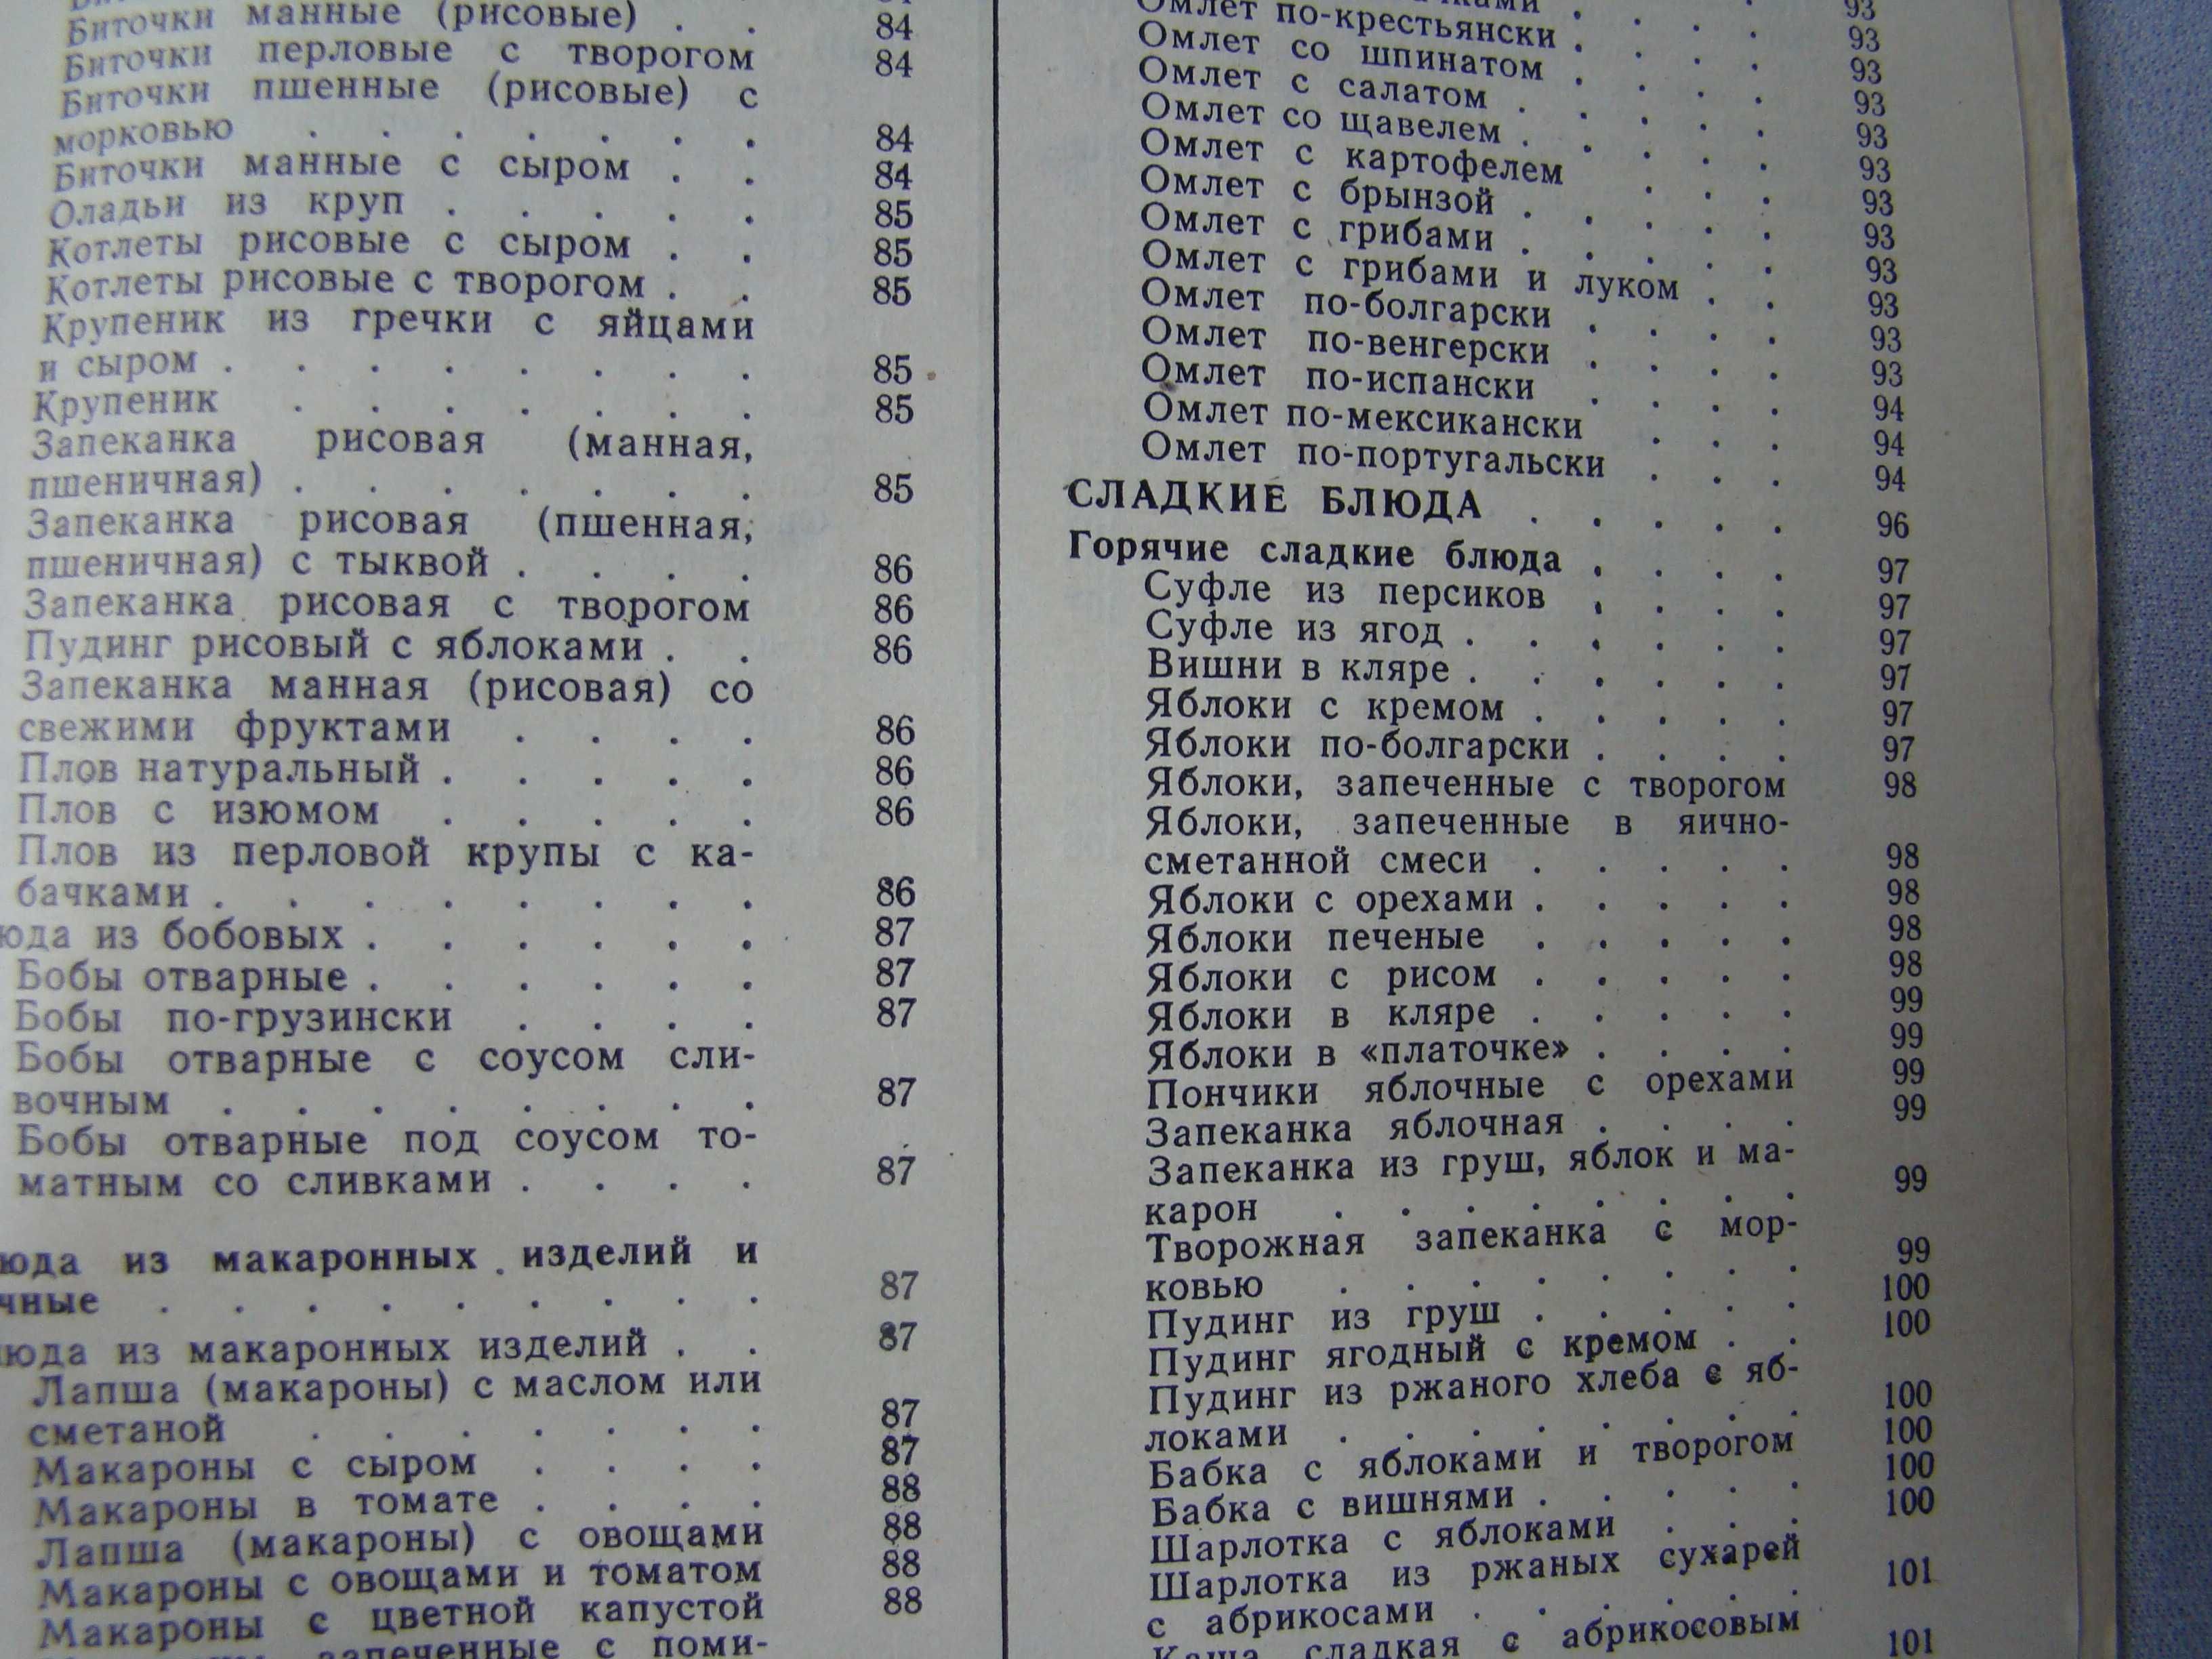 Биточки манные (рисовые) . . 84
Биточки перловые с творогом 84
Биточки пшенные (рисовые) с
морковью . . . . . . . 84
Биточки манные с сыром . . 84
Оладьи из круп . . . . . 85
Котлеты рисовые с сыром . . 85
Котлеты рисовые с творогом . . 85
Крупеник из гречки с яйцами
и сыром . . . . . . . . 85
Крупеник . . . . . . . 85
Запеканка рисовая (манная,
пшеничная) . . . . . . . 85
Запеканка рисовая (пшенная,
пшеничная) с тыквой . . . . 86
Запеканка рисовая с творогом 86
Пудинг рисовый с яблоками . . 86
Запеканка манная (рисовая) со
свежими фруктами . . . . 86
Плов натуральный . . . . . 86
Плов с изюмом . . . . . 86
Плов из перловой крупы с ка-
бачками . . . . . . . . 86
юда из бобовых . . . . . . 87
Бобы отварные . . . . . . 87
Бобы по-грузински . . . . 87
Бобы отварные с соусом сли-
вочным . . . . . . . . 87
Бобы отварные под соусом то-
матным со сливками . . . . 87
юда из макаронных изделий и
чные . . . . . . . . . 87
юда из макаронных изделий . . 87
Лапша (макароны) с маслом или
сметаной . . . . . . . 87
Макароны с сыром . . . . 87
Макароны в томате . . . . 88
Лапша (макароны) с овощами 88
Макароны с овощами и томатом 88
Макароны с цветной капустой 88
запеченные с поми-
93
Омлет по-крестьянски . . . . 93
Омлет со шпинатом . . . . 93
Омлет с салатом . . . . . 93
Омлет со щавелем . . . . . 93
Омлет с картофелем . . . 93
Омлет с брынзой . . . . . 93
Омлет с грибами . . . . . 93
Омлет с грибами и луком . . 93
Омлет по-болгарски . . . . 93
Омлет по-венгерски . . . . 93
Омлет по-испански . . . . 93
Омлет по-мексикански . . . 94
Омлет по-португальски . . . 94
94
СЛАДКИЕ БЛЮДА . . . . . 96
Горячие сладкие блюда . . . . 97
Суфле из персиков . . . . 97
Суфле из ягод . . . . . . 97
Вишни в кляре . . . . . . 97
Яблоки с кремом . . . . . 97
Яблоки по-болгарски . . . . 97
Яблоки, запеченные с творогом 98
Яблоки, запеченные в яично-
сметанной смеси . . . . . 98
Яблоки с орехами . . . . . 98
Яблоки печеные . . . . . 98
Яблоки с рисом . . . . . 98
Яблоки в кляре . . . . . 99
Яблоки в «платочке» . . . . 99
Пончики яблочные с орехами 99
Запеканка яблочная . . . . 99
Запеканка из груш, яблок и ма-
карон . . . . . . . . 99
Творожная запеканка с мор-
ковью . . . . . . . . 99
Пудинг из груш . . . . . 100
Пудинг ягодный с кремом . . 100
Пудинг из ржаного хлеба с яб-
локами . . . . . . . . 100
Бабка с яблоками и творогом 100
Бабка с вишнями . . . . . 100
Шарлотка с яблоками . . . 100
Шарлотка из ржаных сухарей
с абрикосами . . . . . . 101
Каша сладкая с абрикосовым
101